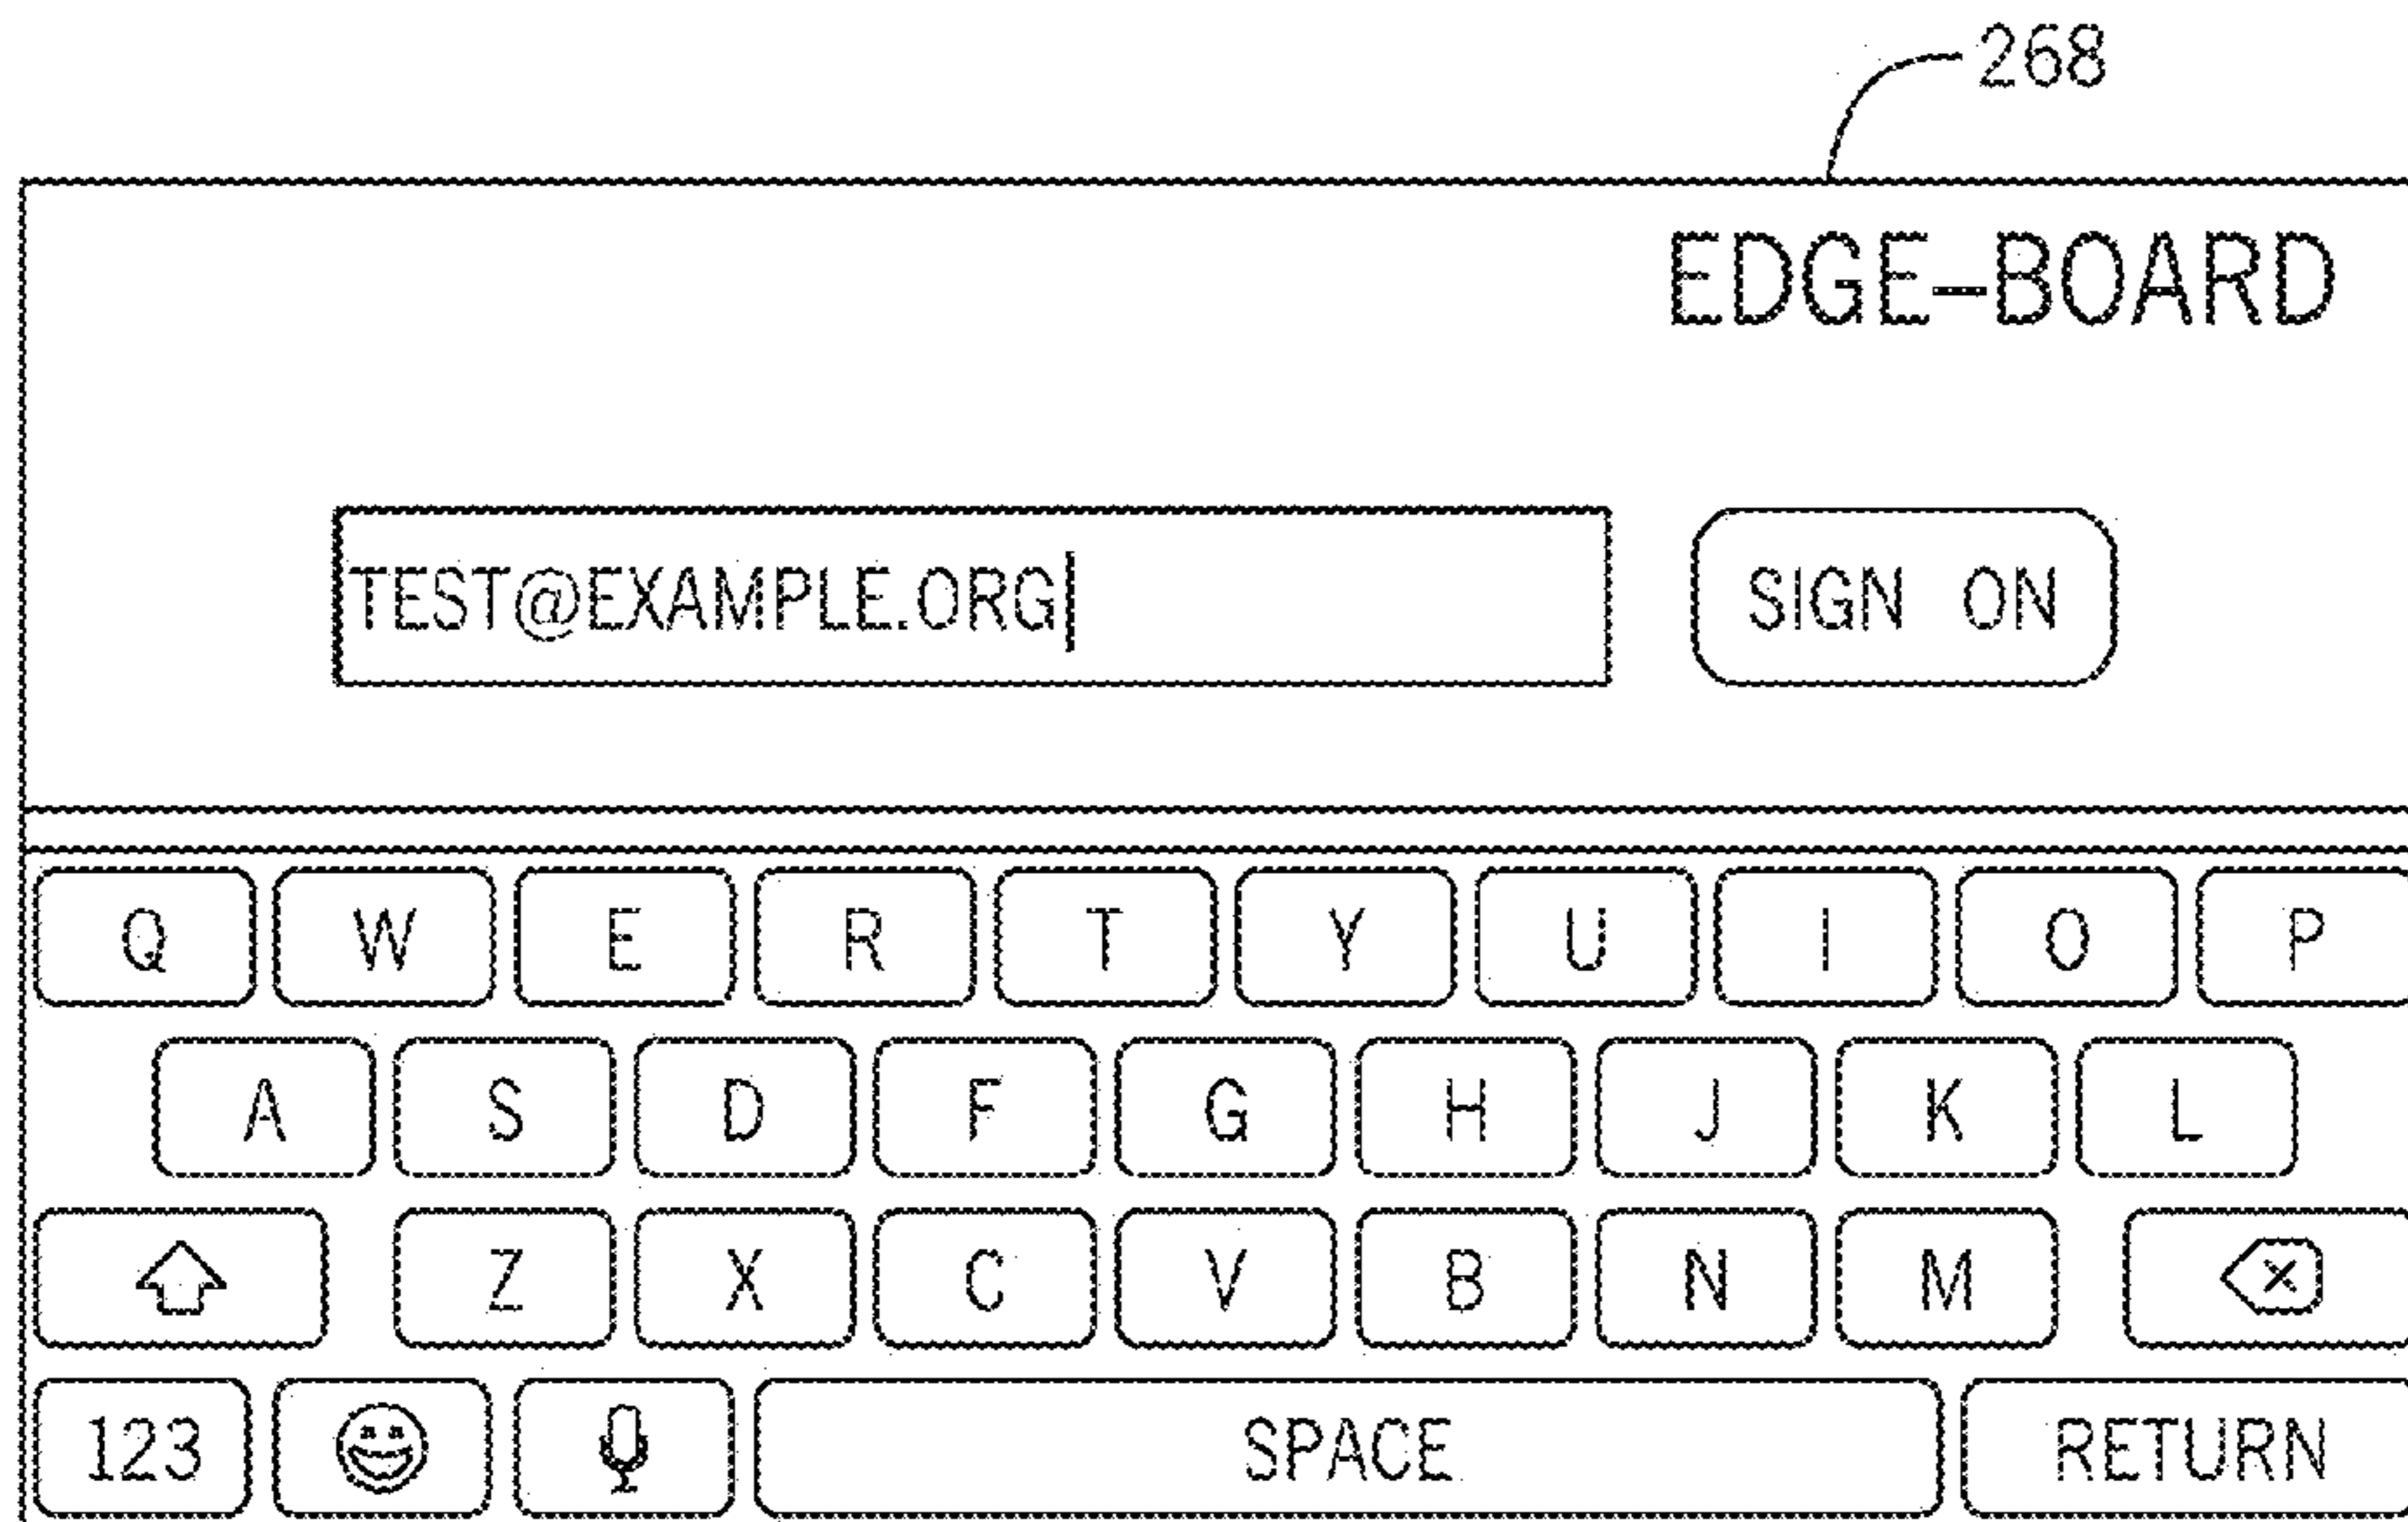 268
EDGE-BOARD
TEST@EXAMPLE.ORG SIGN ON
Q W E R T Y U I O P
A S D F G H J K L
Z X C V B N M
123 SPACE RETURN